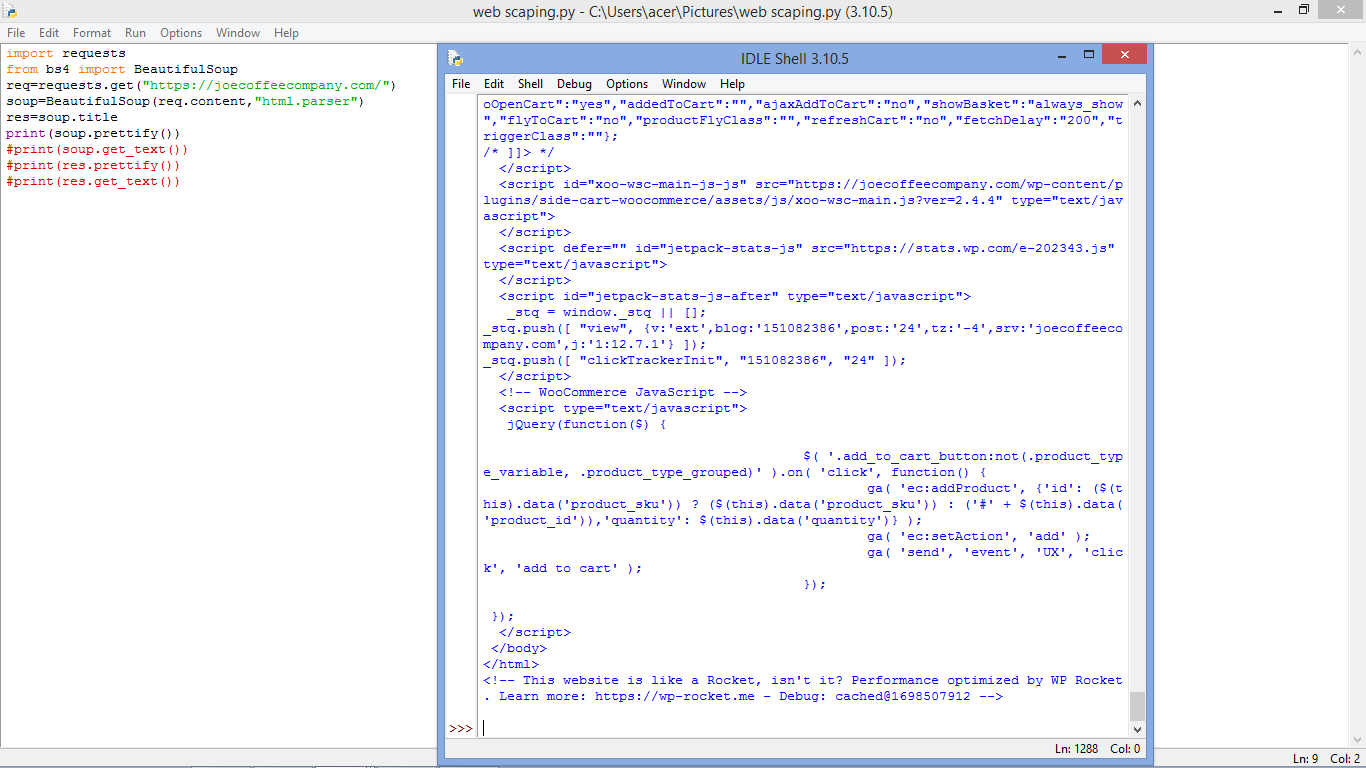 web scaping.py - C:\Users\acer\Pictures\web scaping.py (3.10.5)
File Edit Format Run Options Window Help
import requests
from bs4 import BeautifulSoup
req=requests.get("https://joecoffeecompany.com/")
soup=BeautifulSoup(req.content,"html.parser")
res=soup.title
print(soup.prettify())
#print(soup.get_text())
#print(res.prettify())
#print(res.get_text())
IDLE Shell 3.10.5
File Edit Shell Debug Options Window Help
oOpenCart":"yes","addedToCart":"","ajaxAddToCart":"no","showBasket":"always_show
","flyToCart":"no","productFlyClass":"","refreshCart":"no","fetchDelay":"200","t
riggerClass":""};
/* ]]> */
</script>
<script id="xoo-wsc-main-js-js" src="https://joecoffeecompany.com/wp-content/p
lugins/side-cart-woocommerce/assets/js/xoo-wsc-main.js?ver=2.4.4" type="text/jav
ascript">
</script>
<script defer="" id="jetpack-stats-js" src="https://stats.wp.com/e-202343.js"
type="text/javascript">
</script>
<script id="jetpack-stats-js-after" type="text/javascript">
_stq = window._stq || [];
_stq.push([ "view", {v:'ext',blog:'151082386',post:'24',tz:'-4',srv:'joecoffeeco
mpany.com',j:'1:12.7.1'} ]);
_stq.push([ "clickTrackerInit", "151082386", "24" ]);
</script>
<!-- WooCommerce JavaScript -->
<script type="text/javascript">
jQuery(function($) {
$( '.add_to_cart_button:not(.product_typ
e_variable, .product_type_grouped)' ).on( 'click', function() {
ga( 'ec:addProduct', {'id': ($(t
his).data('product_sku')) ? ($(this).data('product_sku')) : ('#' + $(this).data(
'product_id')),'quantity': $(this).data('quantity')} );
ga( 'ec:setAction', 'add' );
ga( 'send', 'event', 'UX', 'clic
k', 'add to cart' );
});
});
</script>
</body>
</html>
<!-- This website is like a Rocket, isn't it? Performance optimized by WP Rocket
. Learn more: https://wp-rocket.me - Debug: cached@1698507912 -->
>>>
Ln: 1288 Col: 0
Ln: 9 Col: 2